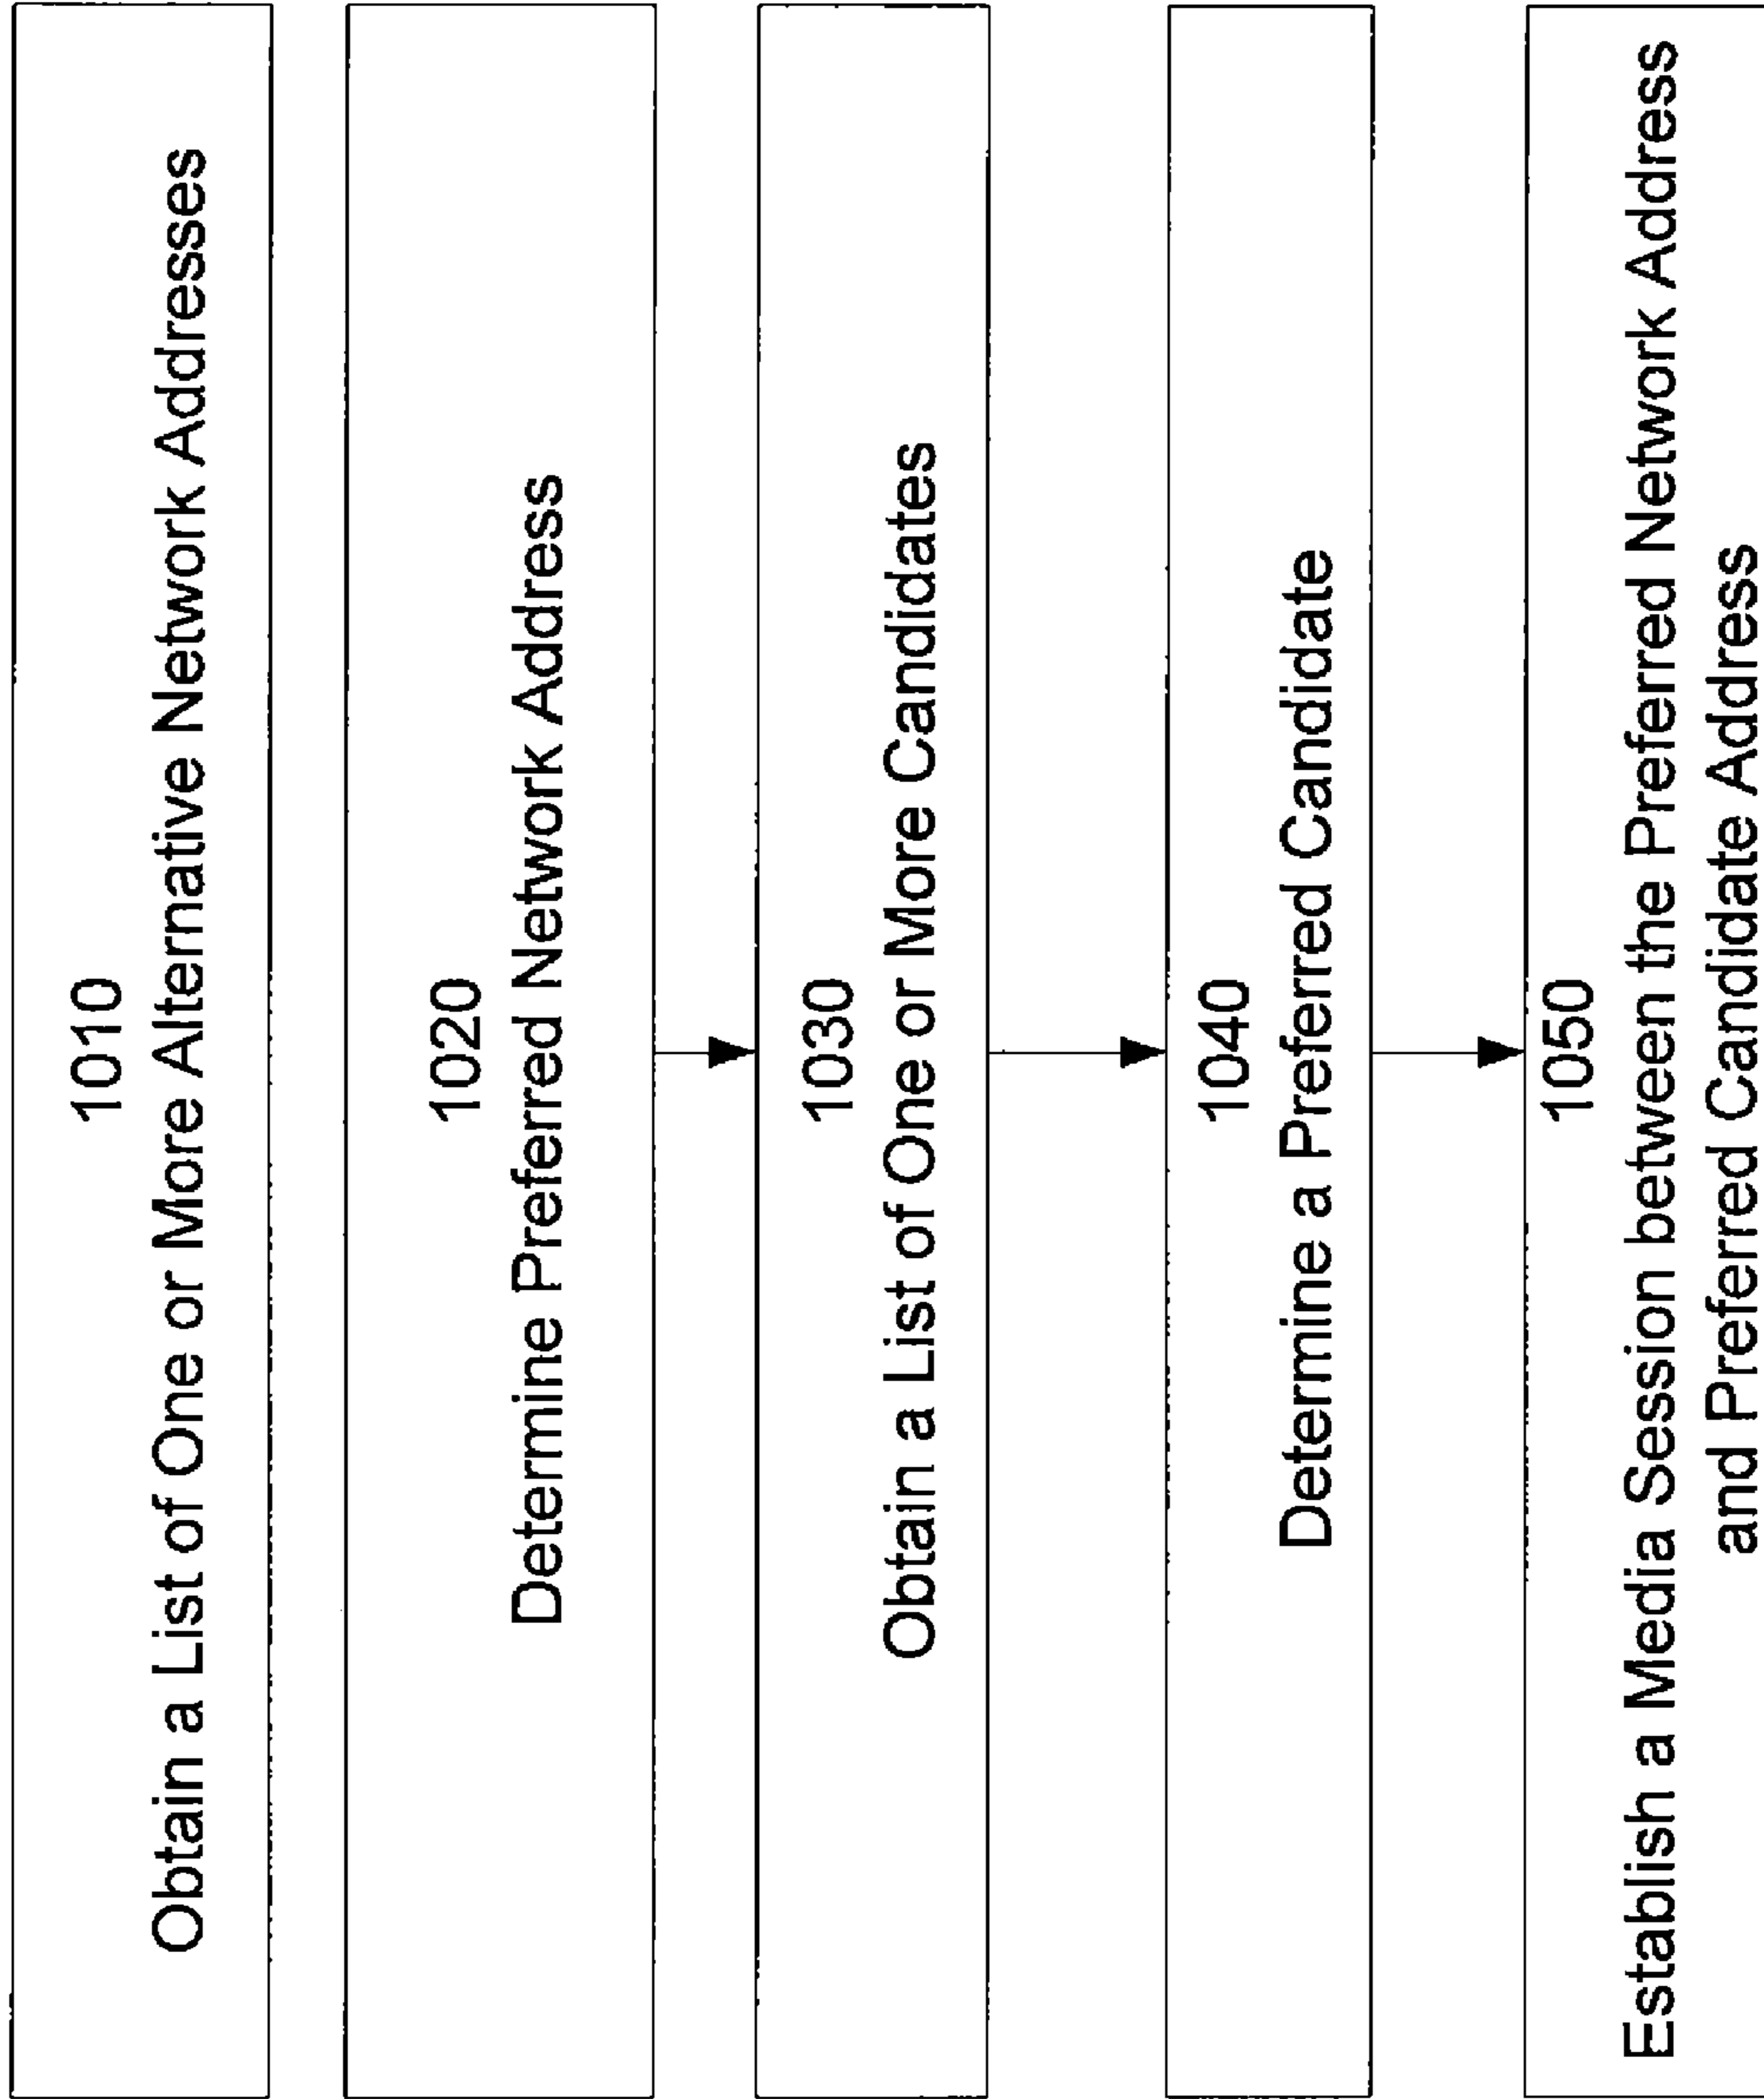 1010
Obtain a List of One or More Alternative Network Addresses
1020
Determine Preferred Network Address
1030
Obtain a List of One or More Candidates
1040
Determine a Preferred Candidate
1050
Establish a Media Session between the Preferred Network Address
and Preferred Candidate Address